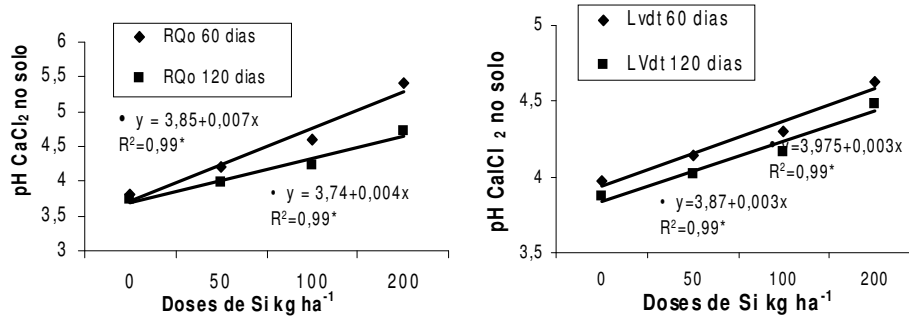 RQo 60 dias
RQo 120 dias
pH CaCl₂ no solo
6
5,5
5
4,5
4
3,5
3
• y = 3,85+0,007x
R²=0,99*
• y = 3,74+0,004x
R²=0,99*
0 50 100 200
Doses de Si kg ha⁻¹
Lvdt 60 dias
LVdt 120 dias
pH CalCl ₂ no solo
5
4,5
4
3,5
• y=3,975+0,003x
R²=0,99*
• y=3,87+0,003x
R²=0,99*
0 50 100 200
Doses de Si kg ha⁻¹